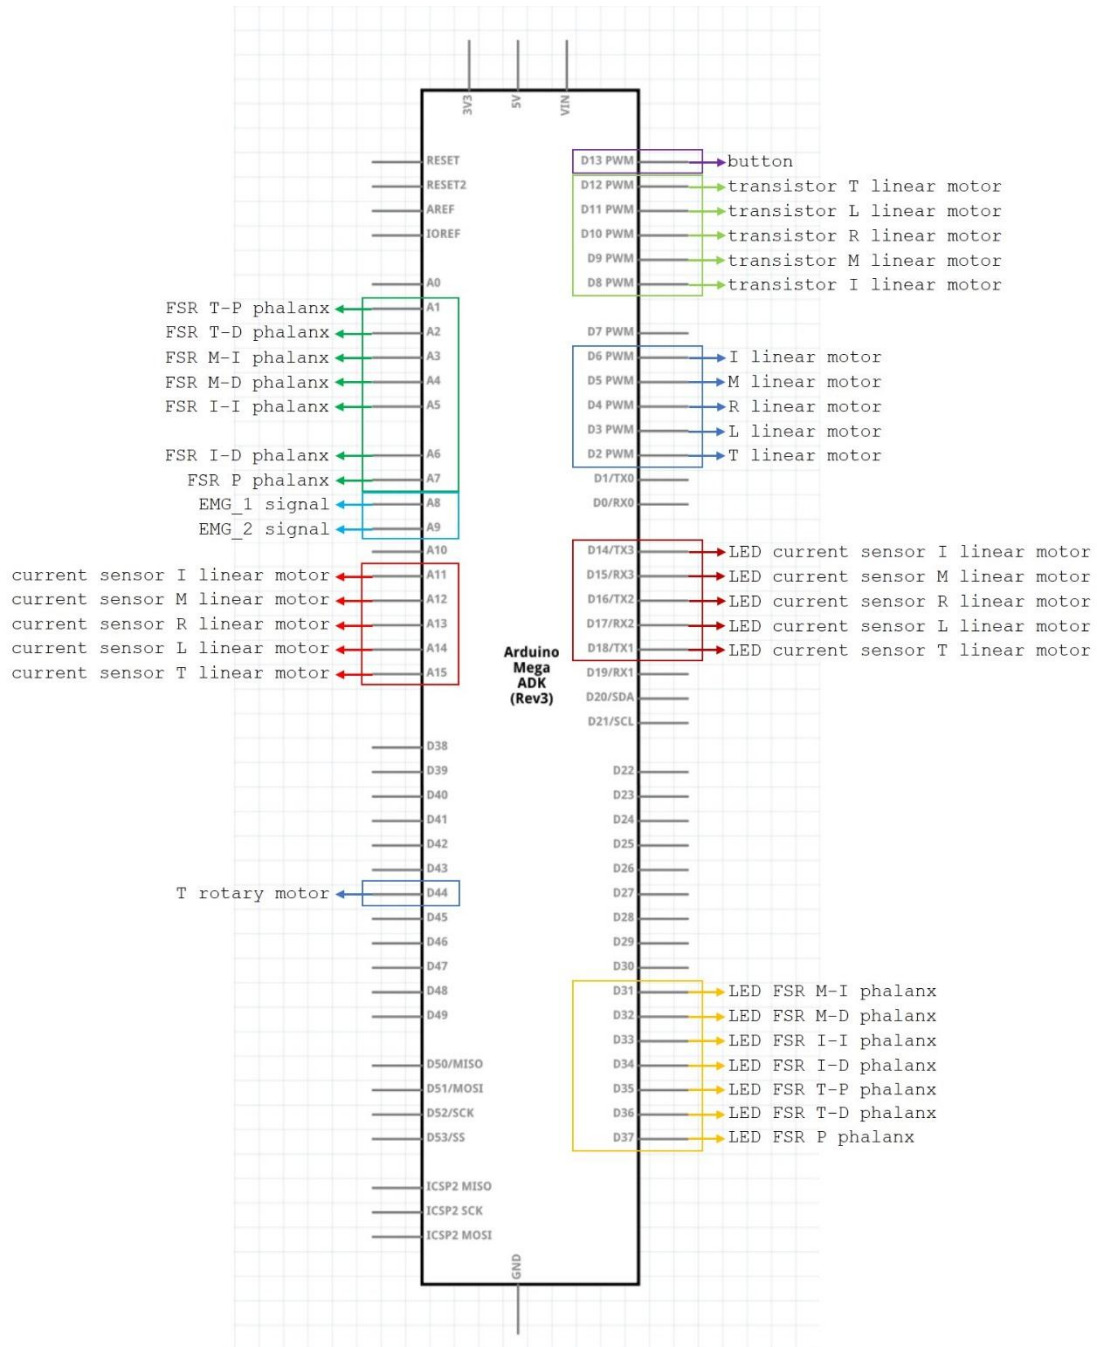 3V3
5V
VIN
RESET
RESET2
AREF
IOREF
A0
FSR T-P phalanx A1
FSR T-D phalanx A2
FSR M-I phalanx A3
FSR M-D phalanx A4
FSR I-I phalanx A5
FSR I-D phalanx A6
FSR P phalanx A7
EMG_1 signal A8
EMG_2 signal A9
A10
current sensor I linear motor A11
current sensor M linear motor A12
current sensor R linear motor A13
current sensor L linear motor A14
current sensor T linear motor A15
D38
D39
D40
D41
D42
D43
T rotary motor D44
D45
D46
D47
D48
D49
D50/MISO
D51/MOSI
D52/SCK
D53/SS
ICSP2 MISO
ICSP2 SCK
ICSP2 MOSI
Arduino
Mega
ADK
(Rev3)
D13 PWM button
D12 PWM transistor T linear motor
D11 PWM transistor L linear motor
D10 PWM transistor R linear motor
D9 PWM transistor M linear motor
D8 PWM transistor I linear motor
D7 PWM
D6 PWM I linear motor
D5 PWM M linear motor
D4 PWM R linear motor
D3 PWM L linear motor
D2 PWM T linear motor
D1/TX0
D0/RX0
D14/TX3 LED current sensor I linear motor
D15/RX3 LED current sensor M linear motor
D16/TX2 LED current sensor R linear motor
D17/RX2 LED current sensor L linear motor
D18/TX1 LED current sensor T linear motor
D19/RX1
D20/SDA
D21/SCL
D22
D23
D24
D25
D26
D27
D28
D29
D30
D31 LED FSR M-I phalanx
D32 LED FSR M-D phalanx
D33 LED FSR I-I phalanx
D34 LED FSR I-D phalanx
D35 LED FSR T-P phalanx
D36 LED FSR T-D phalanx
D37 LED FSR P phalanx
GND